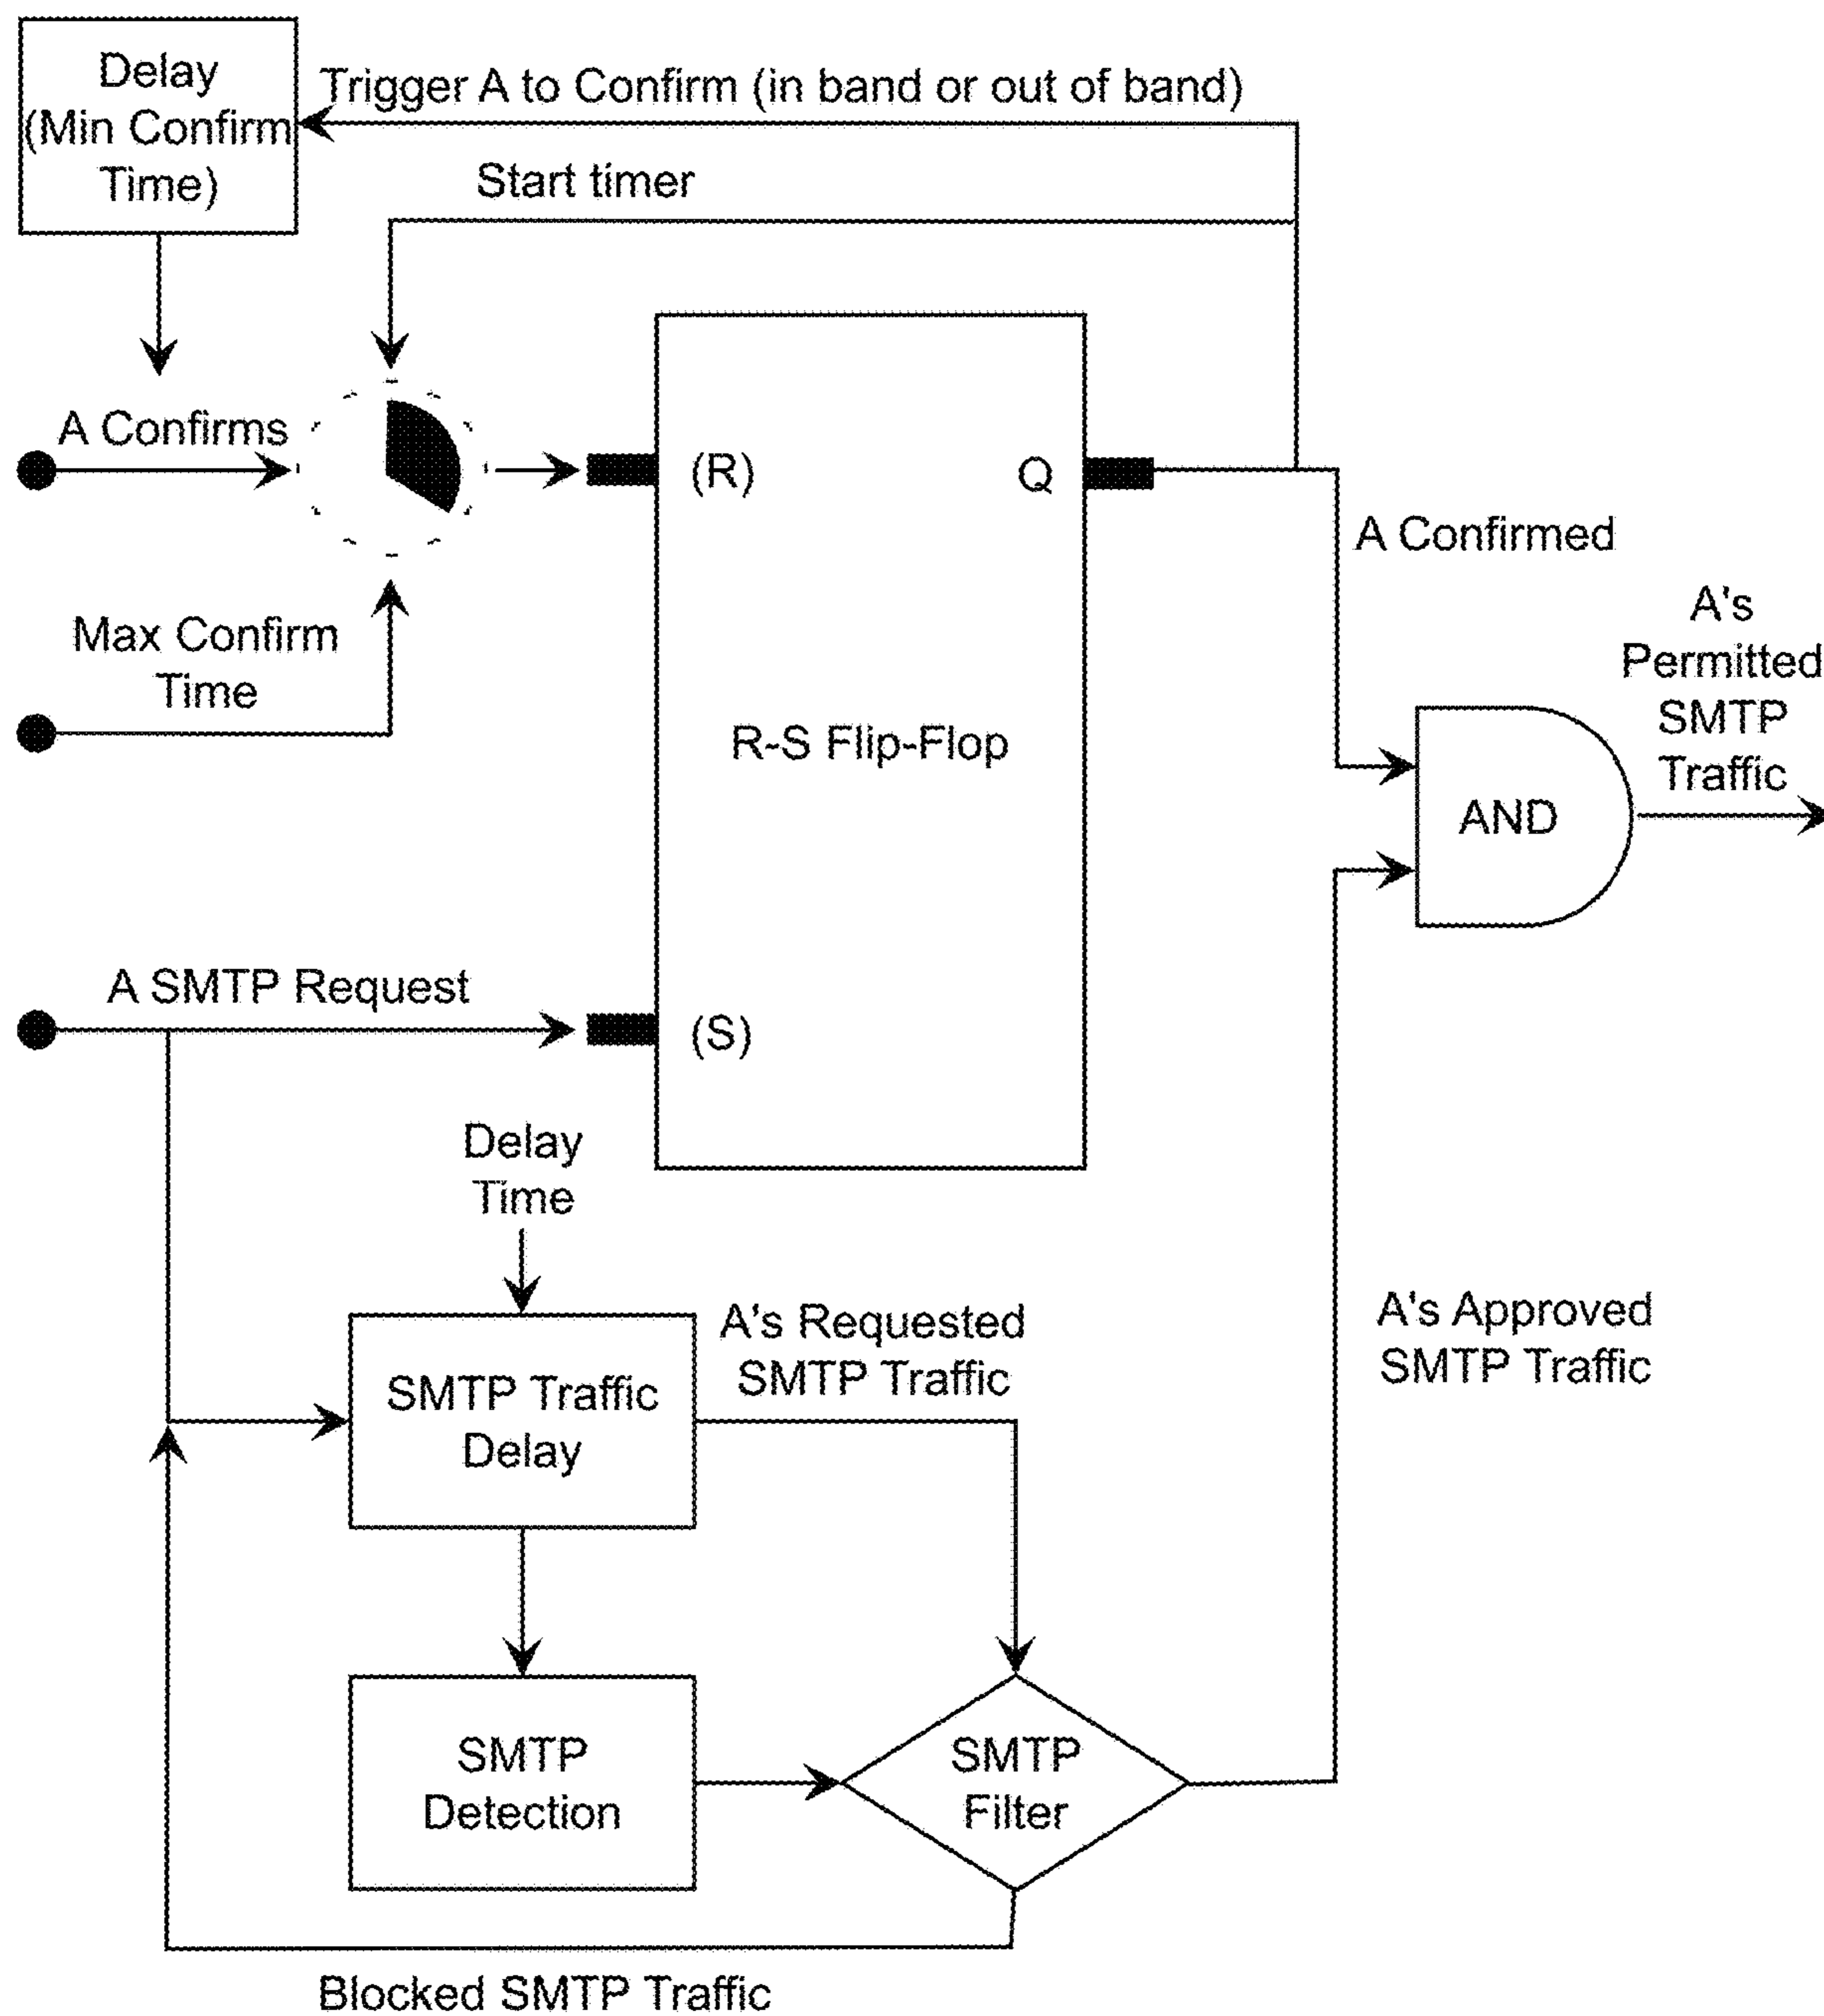 Delay
(Min Confirm
Time)
Trigger A to Confirm (in band or out of band)
Start timer
A Confirms
(R)
Q
A Confirmed
Max Confirm
Time
A's
Permitted
SMTP
Traffic
R-S Flip-Flop
AND
A SMTP Request
(S)
Delay
Time
A's Requested
SMTP Traffic
A's Approved
SMTP Traffic
SMTP Traffic
Delay
SMTP
Detection
SMTP
Filter
Blocked SMTP Traffic